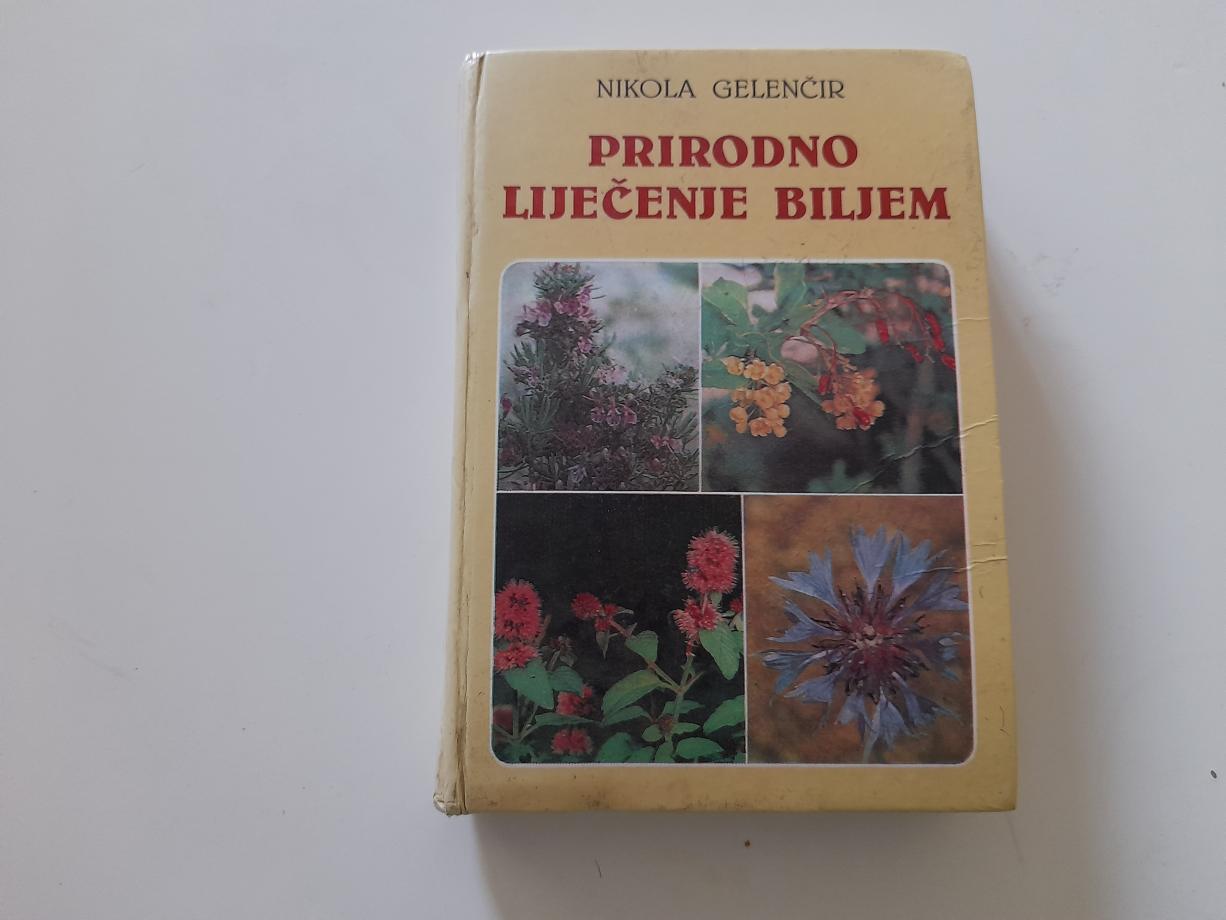 NIKOLA GELENČIR
PRIRODNO
LIJEČENJE BILJEM